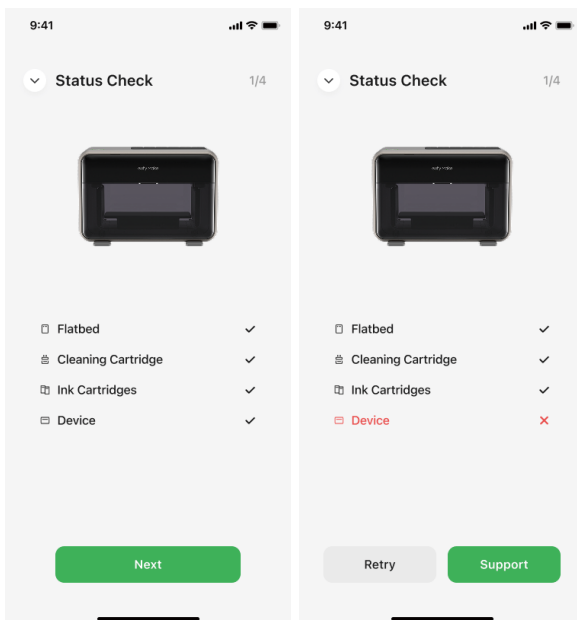 9:41
Status Check 1/4
Flatbed
Cleaning Cartridge
Ink Cartridges
Device
Next
9:41
Status Check 1/4
Flatbed
Cleaning Cartridge
Ink Cartridges
Device
Retry Support